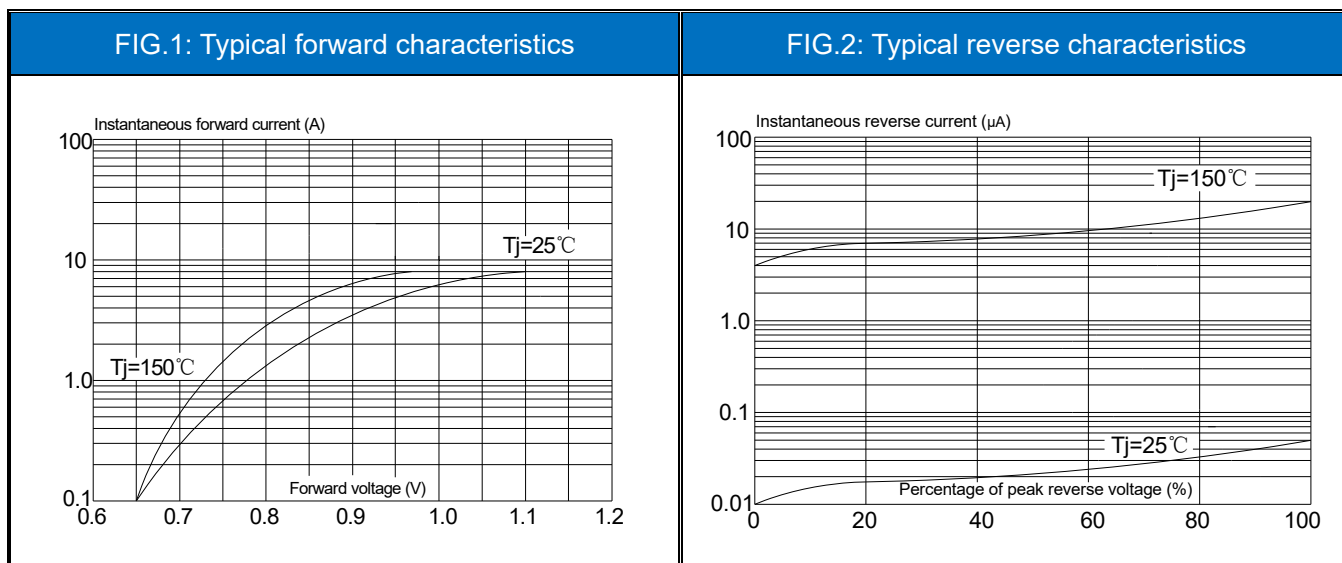 FIG.1: Typical forward characteristics
Instantaneous forward current (A)
100
10
1.0
0.1
Tj=25℃
Tj=150℃
Forward voltage (V)
0.6 0.7 0.8 0.9 1.0 1.1 1.2
FIG.2: Typical reverse characteristics
Instantaneous reverse current (μA)
100
10
1.0
0.1
0.01
Tj=150℃
Tj=25℃
Percentage of peak reverse voltage (%)
0 20 40 60 80 100